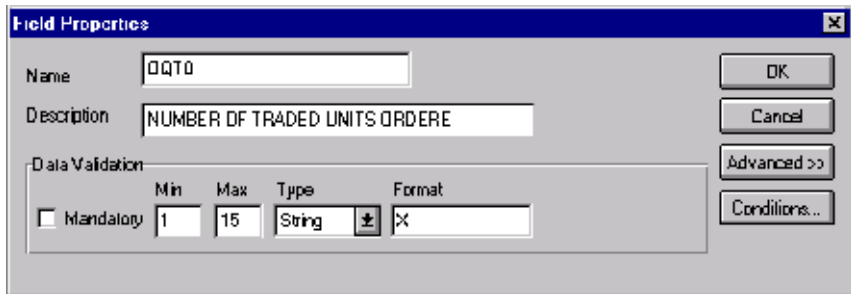 Field Properties
Name OQTO OK
Description NUMBER OF TRADED UNITS ORDERE Cancel
Data Validation Advanced >>
Min Max Type Format
Mandatory 1 15 String X Conditions...